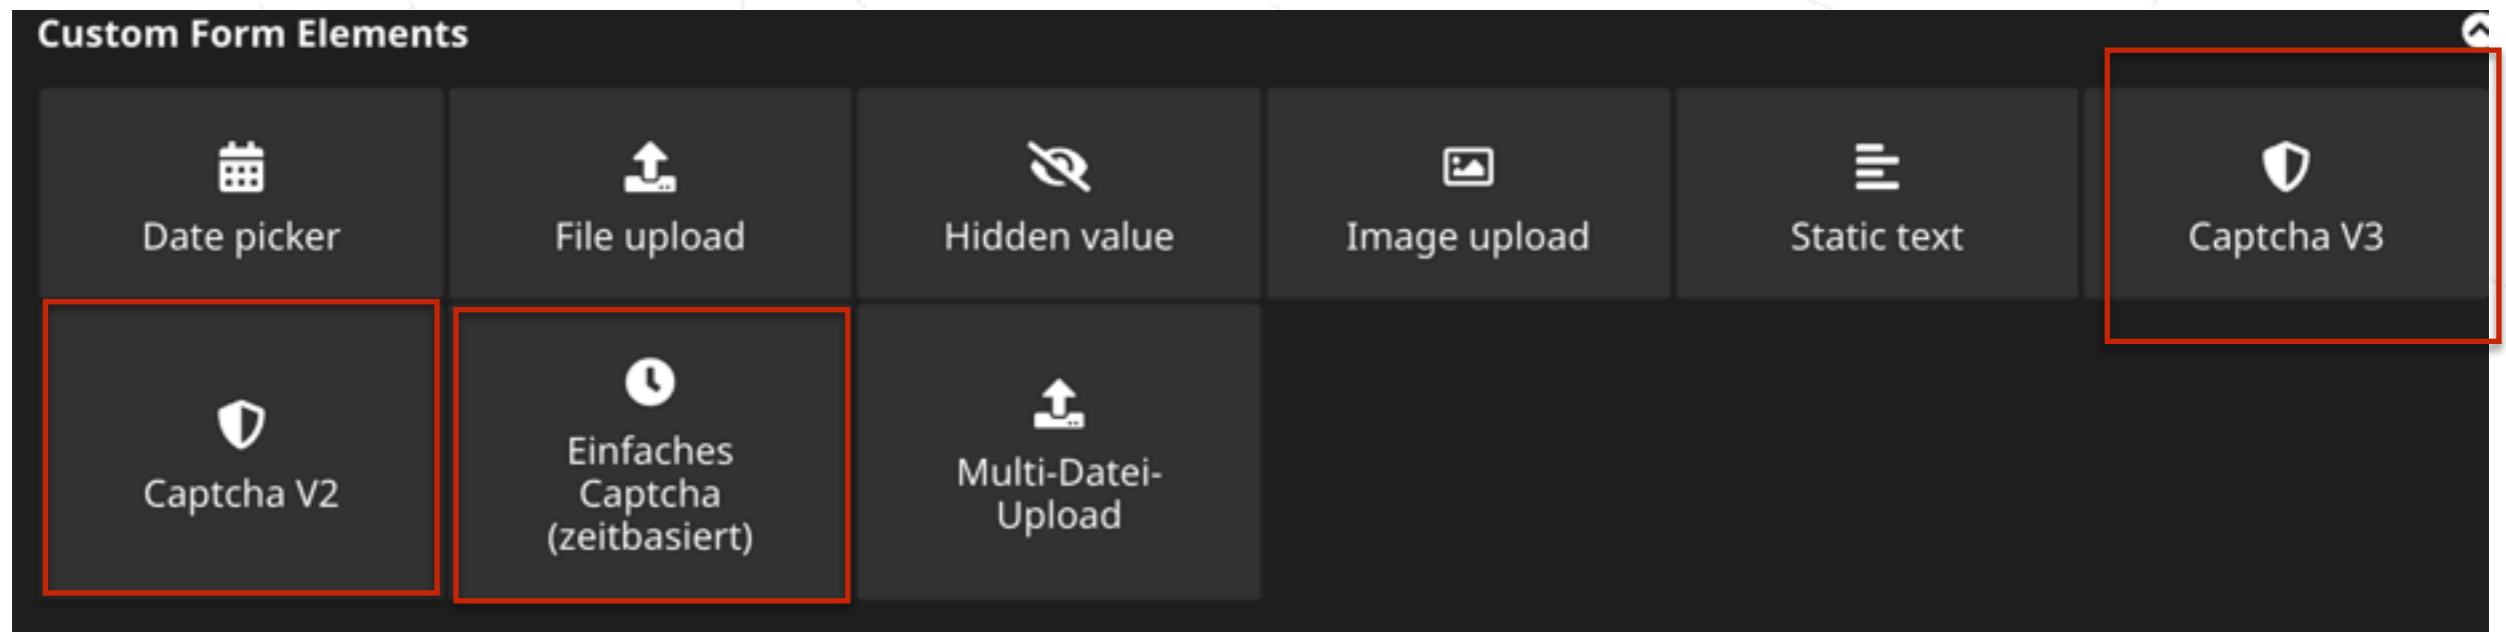 Custom Form Elements
Date picker
File upload
Hidden value
Image upload
Static text
Captcha V3
Captcha V2
Einfaches
Captcha
(zeitbasiert)
Multi-Datei-
Upload